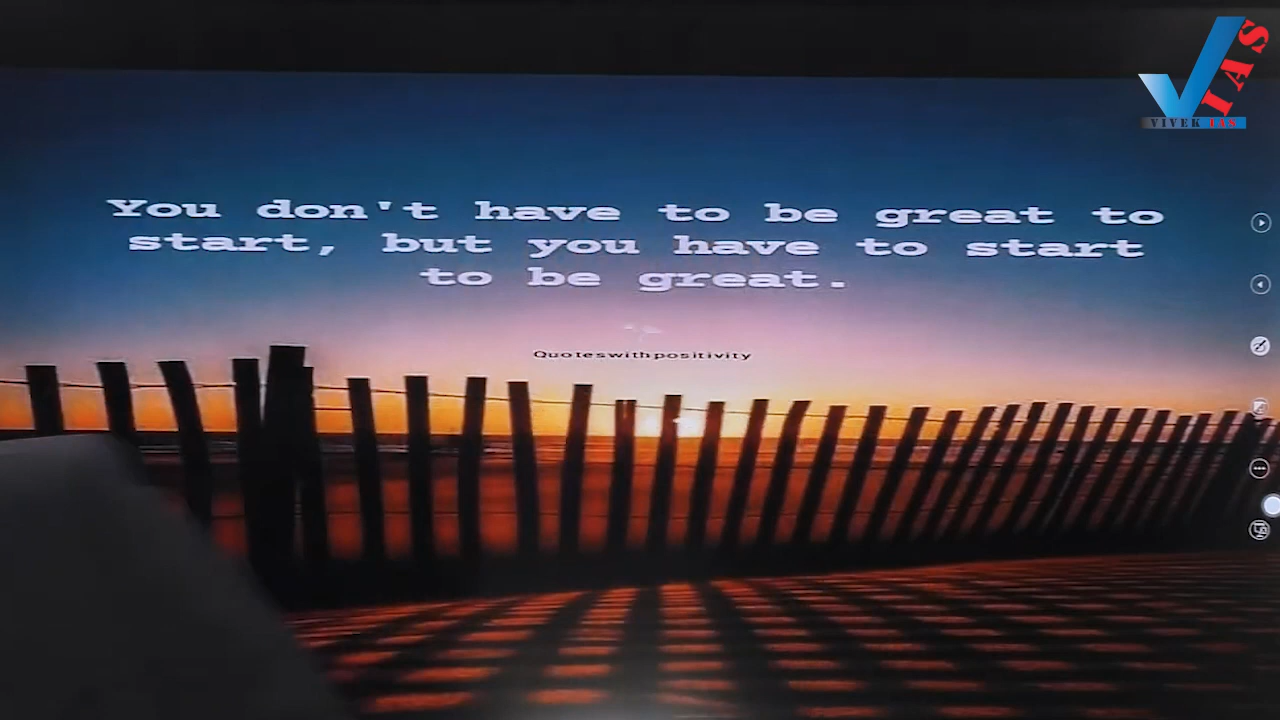 IAS
VIVEK IAS
You don't have to be great to
start, but you have to start
to be great.
Quoteswithpositivity